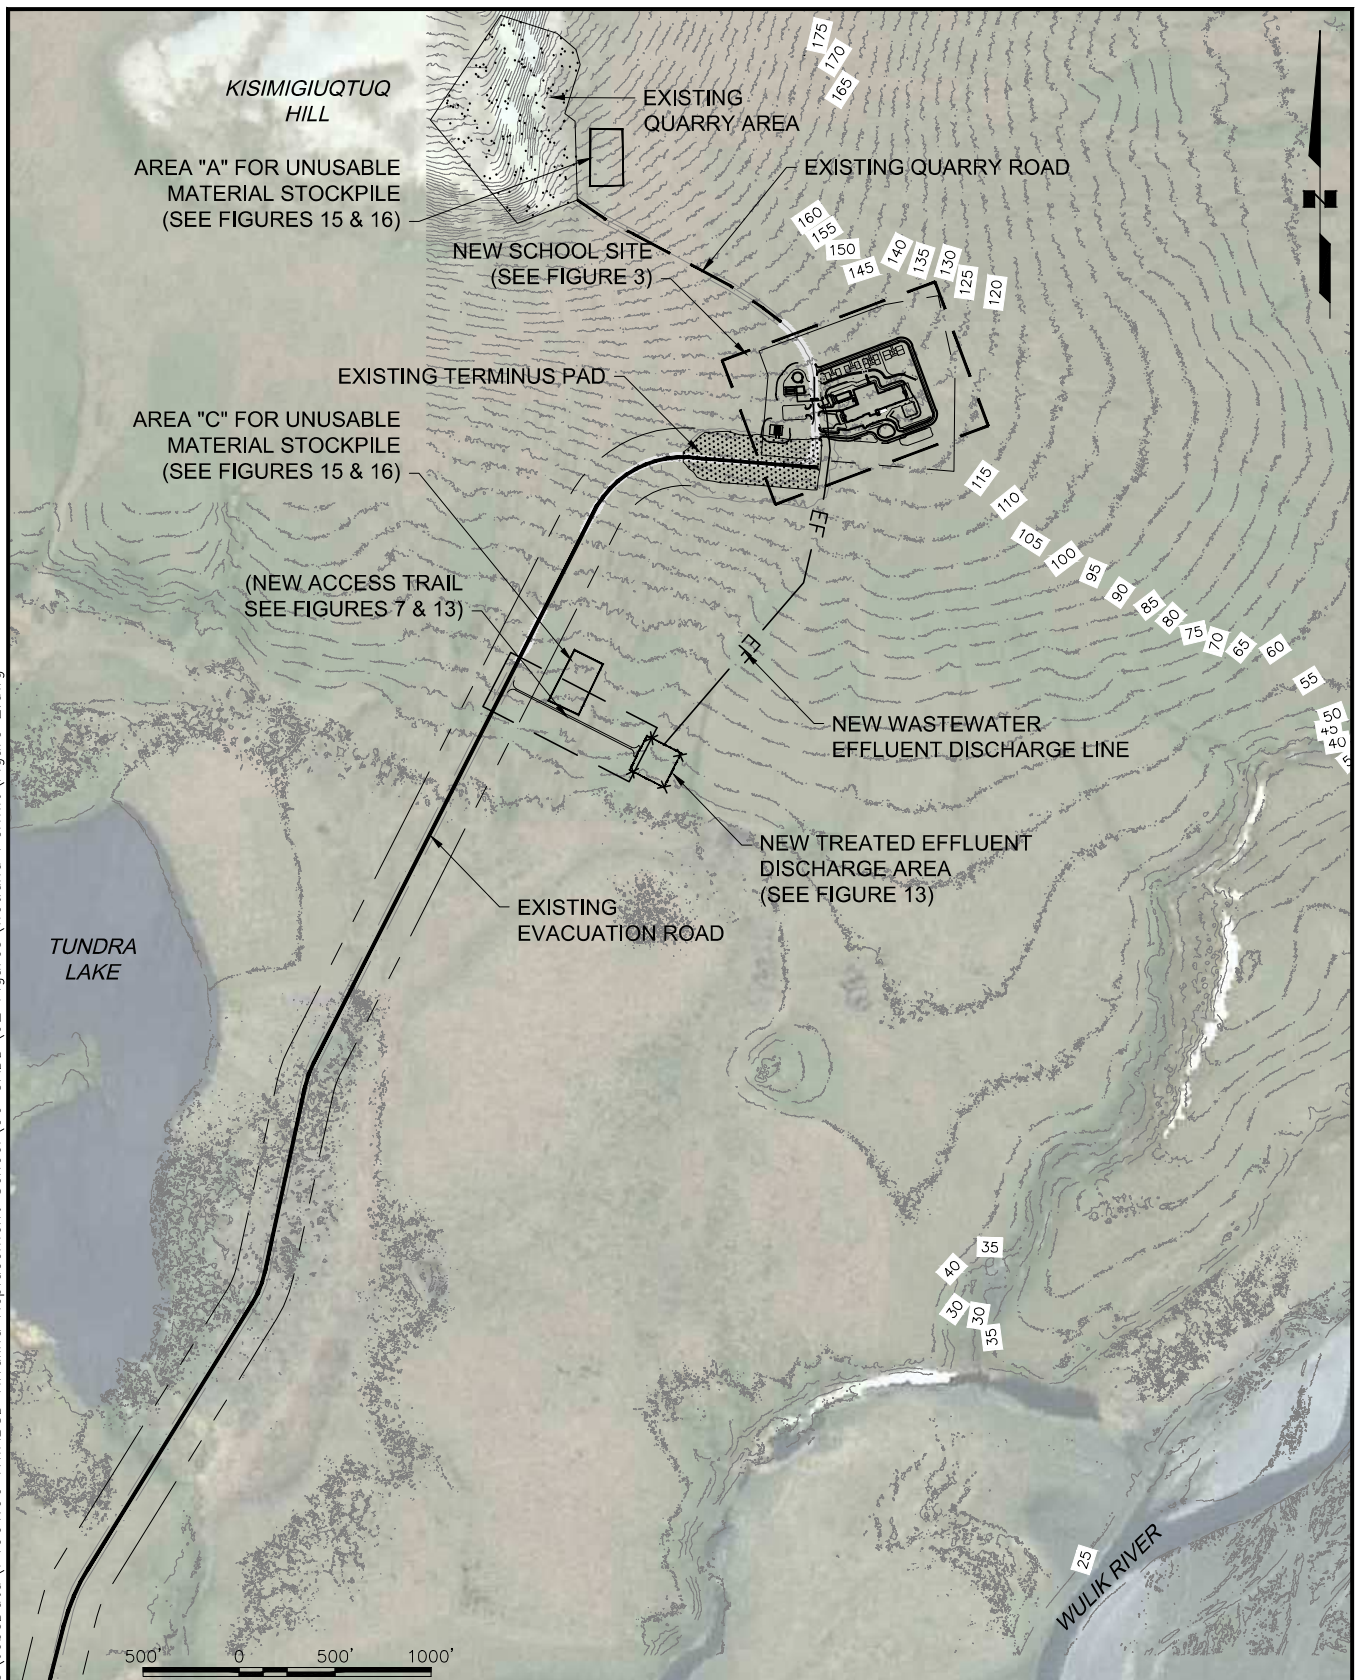 KISIMIGIUQTUQ
HILL
EXISTING
QUARRY AREA
AREA "A" FOR UNUSABLE
MATERIAL STOCKPILE
(SEE FIGURES 15 & 16)
EXISTING QUARRY ROAD
175
170
165
N
NEW SCHOOL SITE
(SEE FIGURE 3)
160
155
150
145
140
135
130
125
120
EXISTING TERMINUS PAD
AREA "C" FOR UNUSABLE
MATERIAL STOCKPILE
(SEE FIGURES 15 & 16)
115
110
105
100
95
90
85
80
75
70
65
60
55
50
45
40
EF
EF
(NEW ACCESS TRAIL
SEE FIGURES 7 & 13)
NEW WASTEWATER
EFFLUENT DISCHARGE LINE
NEW TREATED EFFLUENT
DISCHARGE AREA
(SEE FIGURE 13)
EXISTING
EVACUATION ROAD
TUNDRA
LAKE
35
40
30
30
35
25
WULIK RIVER
500' 0 500' 1000'